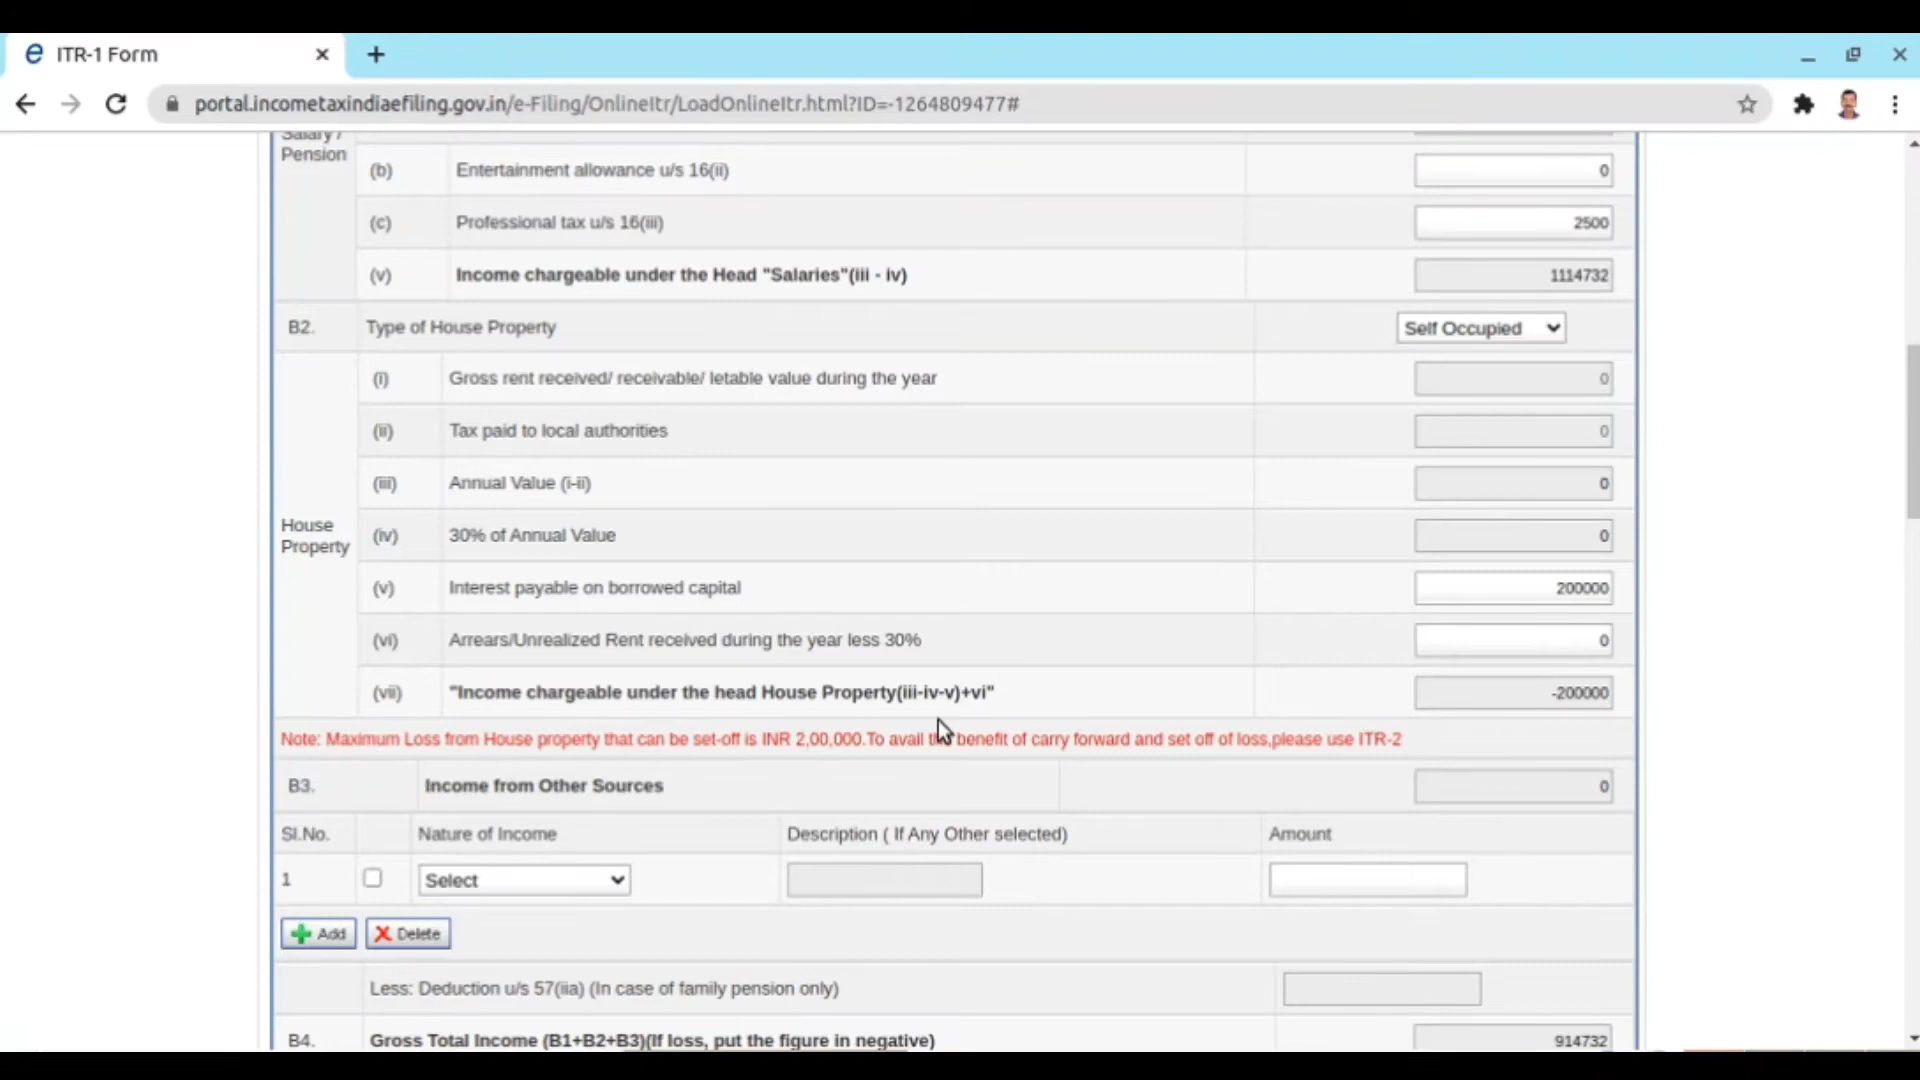 ITR-1 Form
portal.incometaxindiaefiling.gov.in/e-Filing/OnlineItr/LoadOnlineItr.html?ID=-1264809477#
Salary /
Pension
(b) Entertainment allowance u/s 16(ii) 0
(c) Professional tax u/s 16(iii) 2500
(v) Income chargeable under the Head "Salaries"(iii - iv) 1114732
B2. Type of House Property Self Occupied
House
Property
(i) Gross rent received/ receivable/ letable value during the year 0
(ii) Tax paid to local authorities 0
(iii) Annual Value (i-ii) 0
(iv) 30% of Annual Value 0
(v) Interest payable on borrowed capital 200000
(vi) Arrears/Unrealized Rent received during the year less 30% 0
(vii) "Income chargeable under the head House Property(iii-iv-v)+vi" -200000
Note: Maximum Loss from House property that can be set-off is INR 2,00,000.To avail the benefit of carry forward and set off of loss,please use ITR-2
B3. Income from Other Sources 0
Sl.No. Nature of Income Description ( If Any Other selected) Amount
1 Select
Add Delete
Less: Deduction u/s 57(iia) (In case of family pension only)
B4. Gross Total Income (B1+B2+B3)(If loss, put the figure in negative) 914732